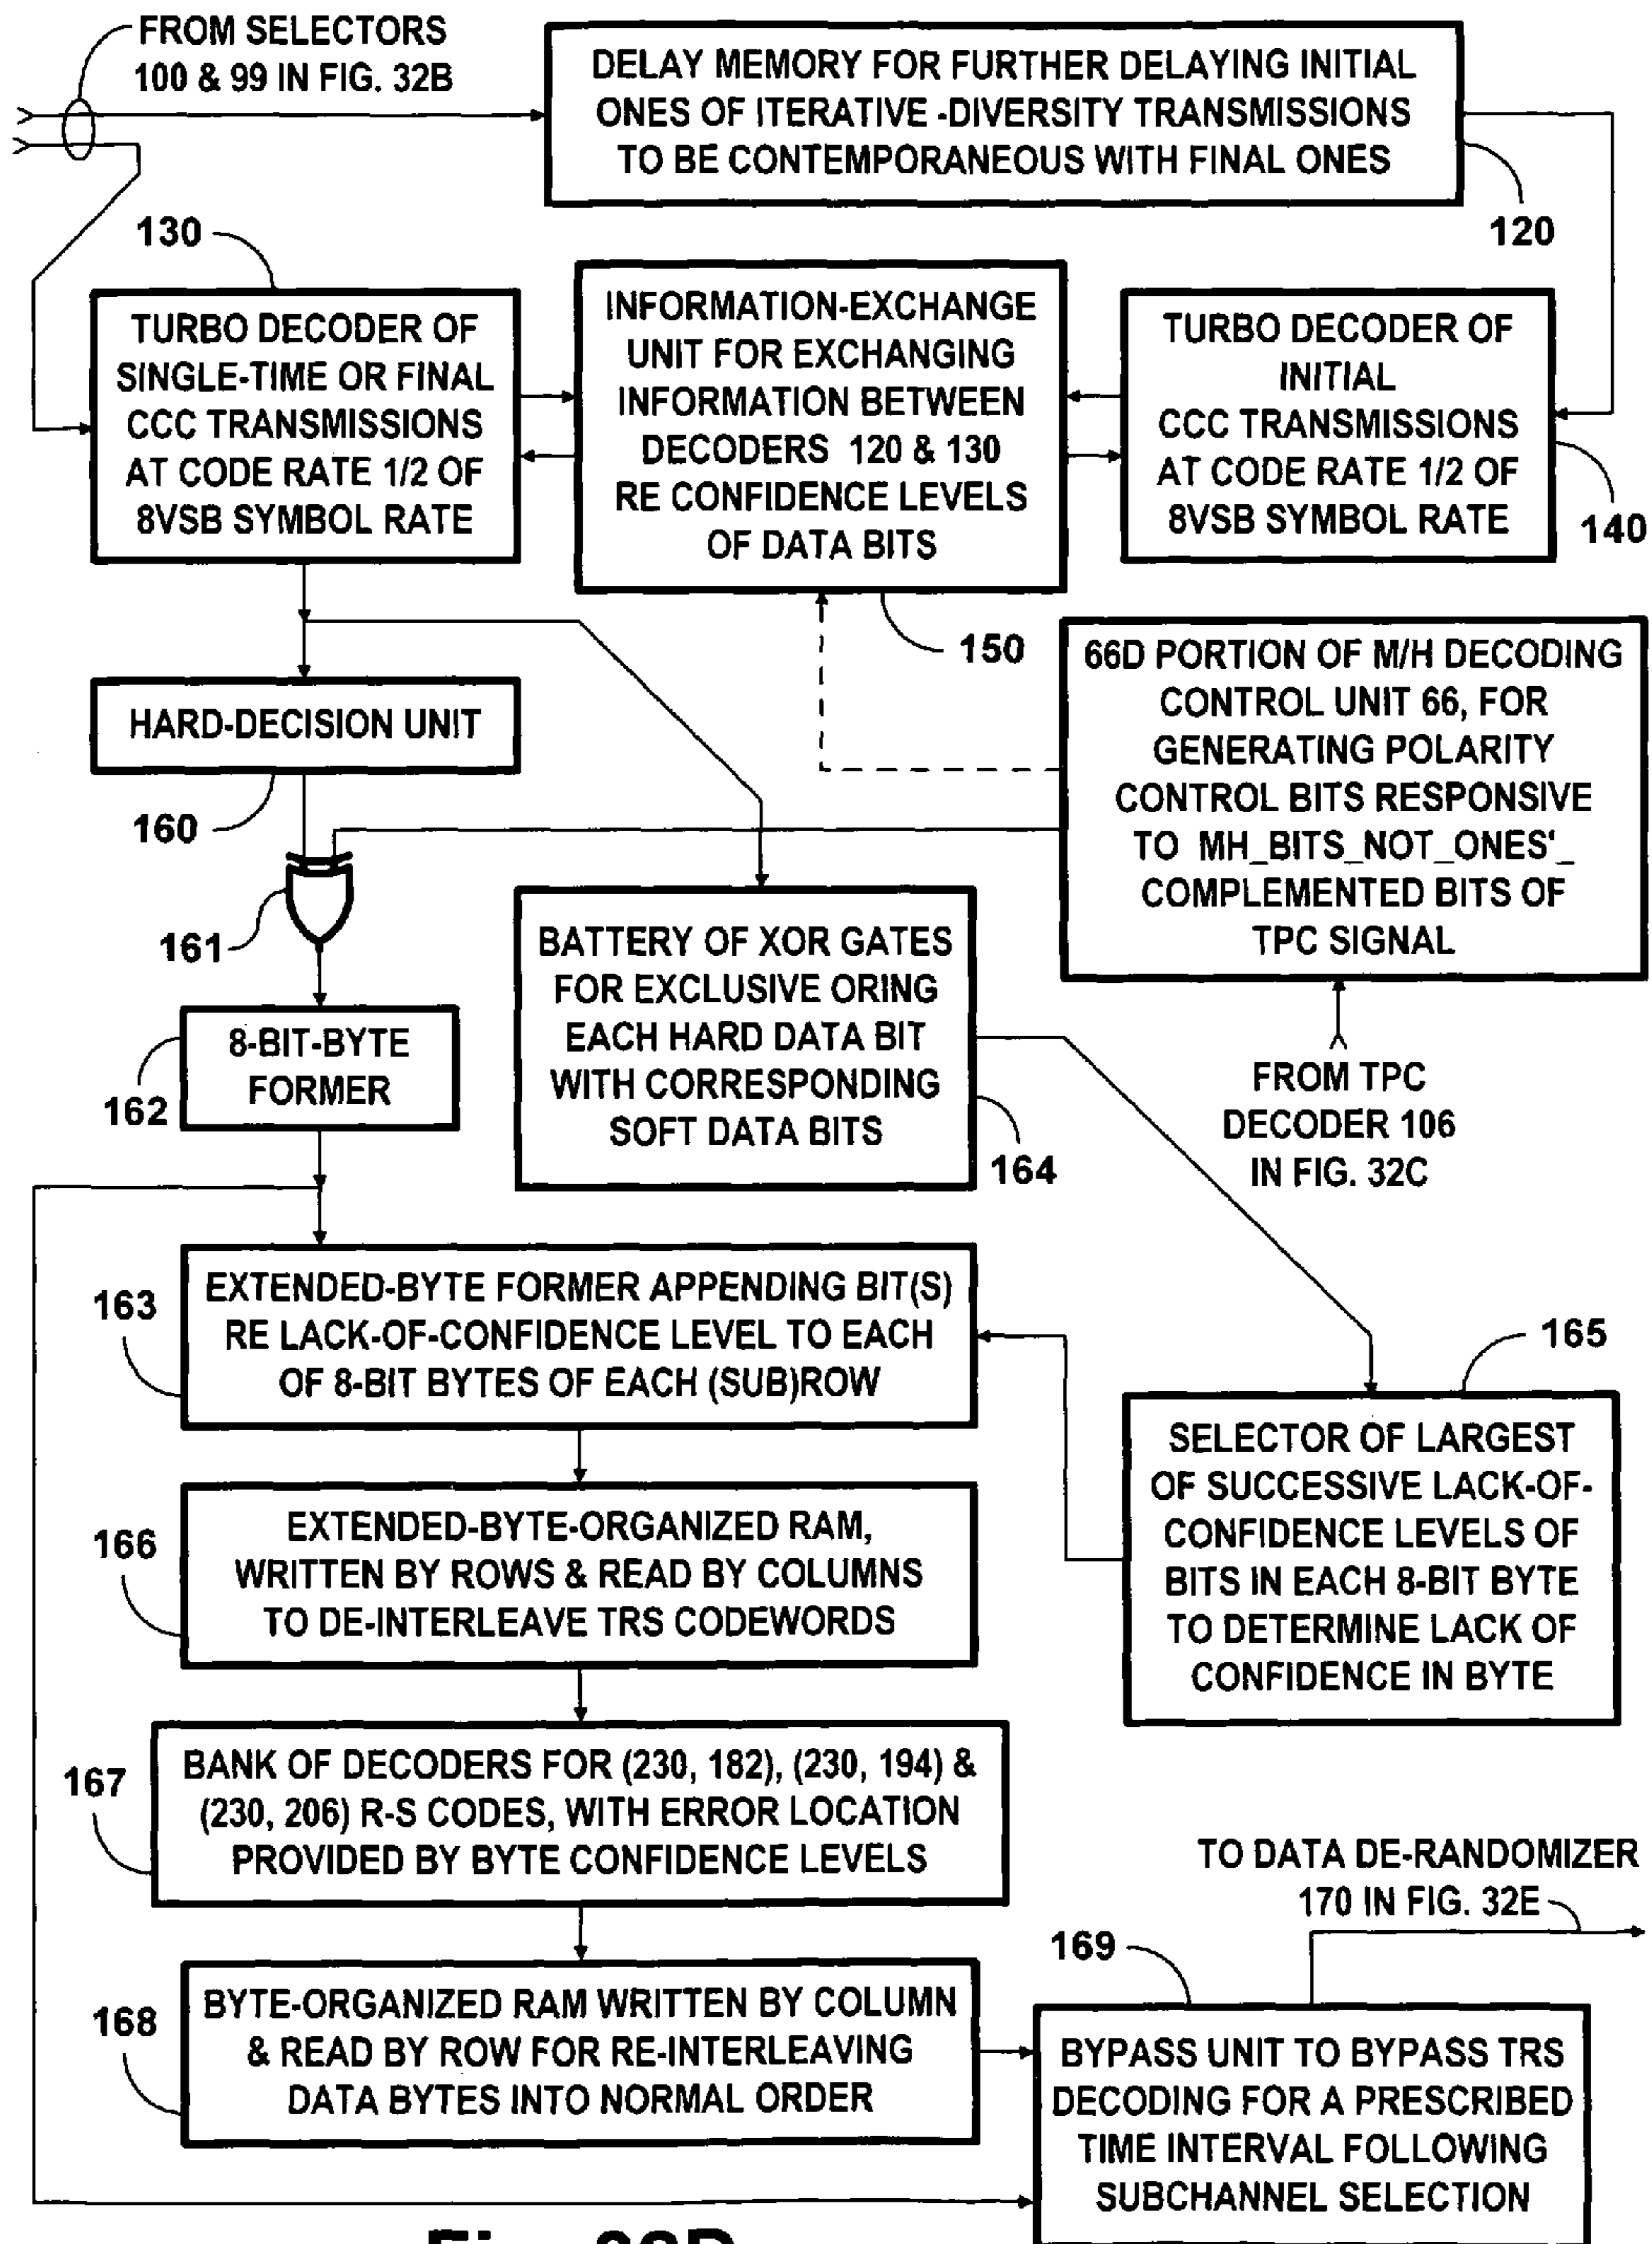 FROM SELECTORS
100 & 99 IN FIG. 32B
DELAY MEMORY FOR FURTHER DELAYING INITIAL
ONES OF ITERATIVE -DIVERSITY TRANSMISSIONS
TO BE CONTEMPORANEOUS WITH FINAL ONES
120
130
TURBO DECODER OF
SINGLE-TIME OR FINAL
CCC TRANSMISSIONS
AT CODE RATE 1/2 OF
8VSB SYMBOL RATE
INFORMATION-EXCHANGE
UNIT FOR EXCHANGING
INFORMATION BETWEEN
DECODERS 120 & 130
RE CONFIDENCE LEVELS
OF DATA BITS
150
TURBO DECODER OF
INITIAL
CCC TRANSMISSIONS
AT CODE RATE 1/2 OF
8VSB SYMBOL RATE
140
HARD-DECISION UNIT
160
66D PORTION OF M/H DECODING
CONTROL UNIT 66, FOR
GENERATING POLARITY
CONTROL BITS RESPONSIVE
TO MH_BITS_NOT_ONES'_
COMPLEMENTED BITS OF
TPC SIGNAL
161
8-BIT-BYTE
FORMER
162
BATTERY OF XOR GATES
FOR EXCLUSIVE ORING
EACH HARD DATA BIT
WITH CORRESPONDING
SOFT DATA BITS
164
FROM TPC
DECODER 106
IN FIG. 32C
163
EXTENDED-BYTE FORMER APPENDING BIT(S)
RE LACK-OF-CONFIDENCE LEVEL TO EACH
OF 8-BIT BYTES OF EACH (SUB)ROW
165
SELECTOR OF LARGEST
OF SUCCESSIVE LACK-OF-
CONFIDENCE LEVELS OF
BITS IN EACH 8-BIT BYTE
TO DETERMINE LACK OF
CONFIDENCE IN BYTE
166
EXTENDED-BYTE-ORGANIZED RAM,
WRITTEN BY ROWS & READ BY COLUMNS
TO DE-INTERLEAVE TRS CODEWORDS
167
BANK OF DECODERS FOR (230, 182), (230, 194) &
(230, 206) R-S CODES, WITH ERROR LOCATION
PROVIDED BY BYTE CONFIDENCE LEVELS
TO DATA DE-RANDOMIZER
170 IN FIG. 32E
168
BYTE-ORGANIZED RAM WRITTEN BY COLUMN
& READ BY ROW FOR RE-INTERLEAVING
DATA BYTES INTO NORMAL ORDER
169
BYPASS UNIT TO BYPASS TRS
DECODING FOR A PRESCRIBED
TIME INTERVAL FOLLOWING
SUBCHANNEL SELECTION